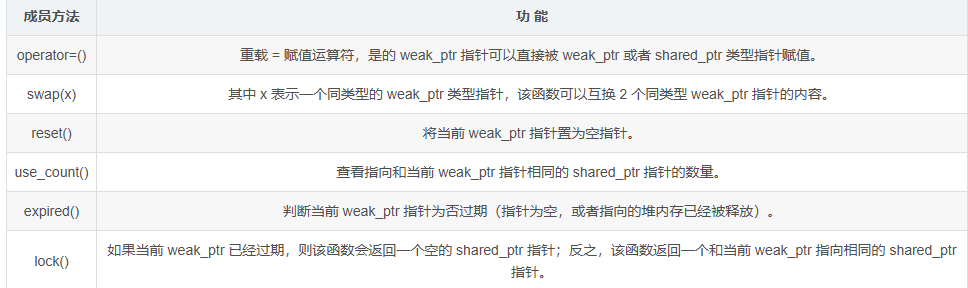 成员方法 功 能
operator=() 重载 = 赋值运算符，是的 weak_ptr 指针可以直接被 weak_ptr 或者 shared_ptr 类型指针赋值。
swap(x) 其中 x 表示一个同类型的 weak_ptr 类型指针，该函数可以互换 2 个同类型 weak_ptr 指针的内容。
reset() 将当前 weak_ptr 指针置为空指针。
use_count() 查看指向和当前 weak_ptr 指针相同的 shared_ptr 指针的数量。
expired() 判断当前 weak_ptr 指针为否过期（指针为空，或者指向的堆内存已经被释放）。
lock() 如果当前 weak_ptr 已经过期，则该函数会返回一个空的 shared_ptr 指针；反之，该函数返回一个和当前 weak_ptr 指向相同的 shared_ptr
指针。